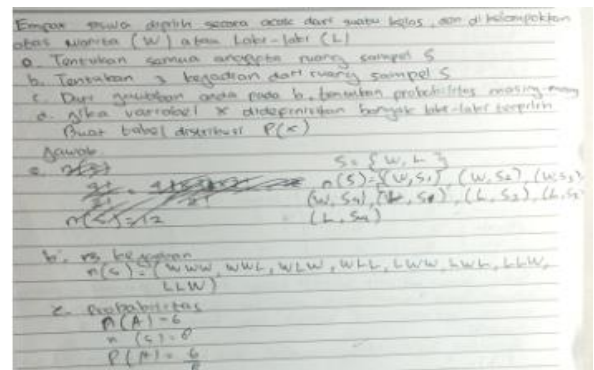 Empat siswa dipilih secara acak dari suatu kelas, dan di kelompokkan
atas wanita (W) atau Laki-laki (L)
a. Tentukan semua anggota ruang sampel S
b. Tentukan 3 kejadian dari ruang sampel S
c. Dari jawaban anda pada b. tentukan probabilitas masing-masing
d. jika variabel x didefinisikan banyak laki-laki terpilih
Buat tabel distribusi P(x)
Jawab
a.
S = { W, L }
n(S) = {(W, S1), (W, S2), (W, S3),
(W, S4), (L, S1), (L, S2), (L, S3
(L, S4)
n(S) = 12
b. kejadian
n(S) = (WWW, WWL, WLW, WLL, LWW, LWL, LLW,
LLW)
c. probabilitas
n(A) = 6
n (S) = 8
P(A) = 6